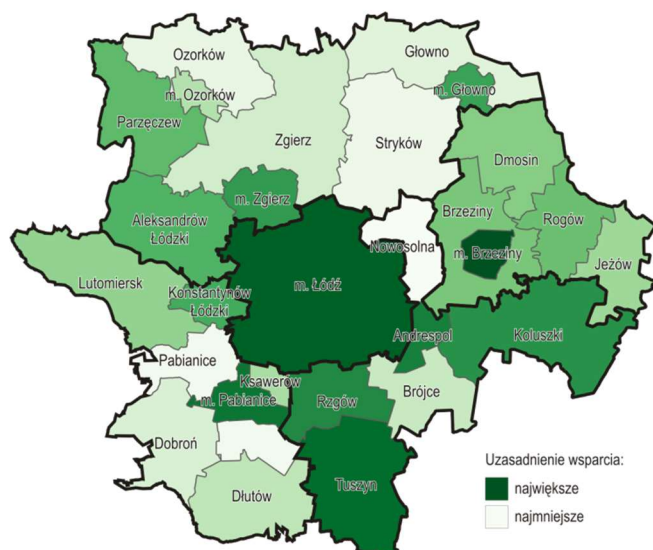 Ozorków
Głowno
m. Ozorków
m. Głowno
Parzęczew
Zgierz
Stryków
Dmosin
m. Zgierz
Aleksandrów
Łódzki
Brzeziny
Rogów
Nowosolna
m. Brzeziny
Jeżów
Lutomiersk
m. Łódź
Konstantynów
Łódzki
Andrespol
Koluszki
Pabianice
Ksawerów
m. Pabianice
Rzgów
Brójce
Dobroń
Dłutów
Tuszyn
Uzasadnienie wsparcia:
największe
najmniejsze